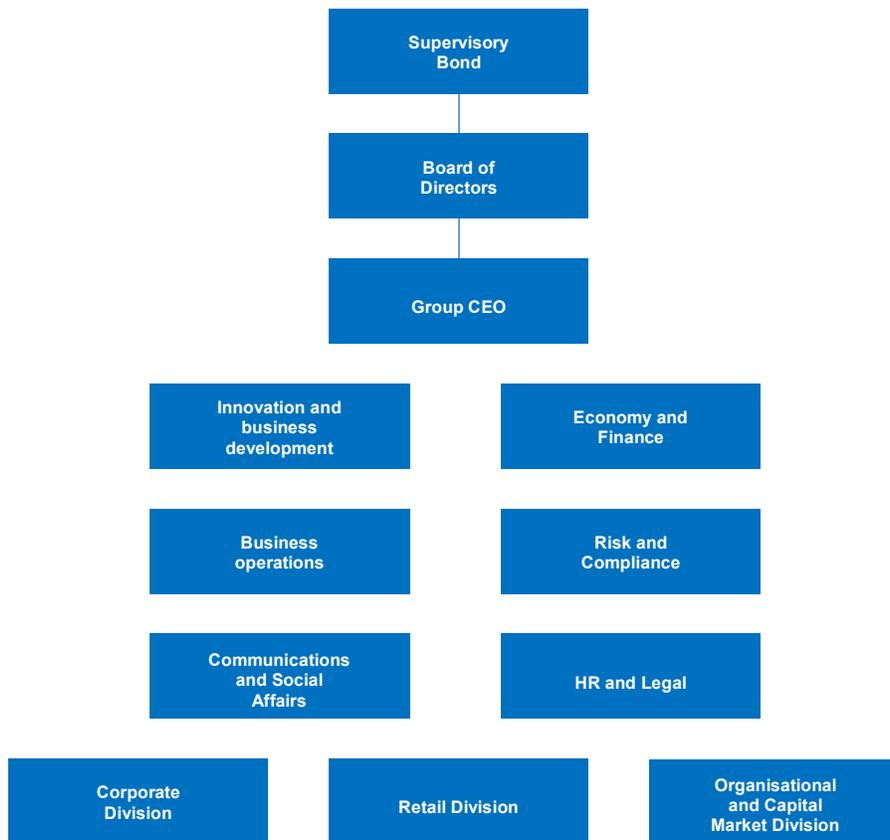 Supervisory
Bond
Board of
Directors
Group CEO
Innovation and
business
development
Economy and
Finance
Business
operations
Risk and
Compliance
Communications
and Social
Affairs
HR and Legal
Corporate
Division
Retail Division
Organisational
and Capital
Market Division